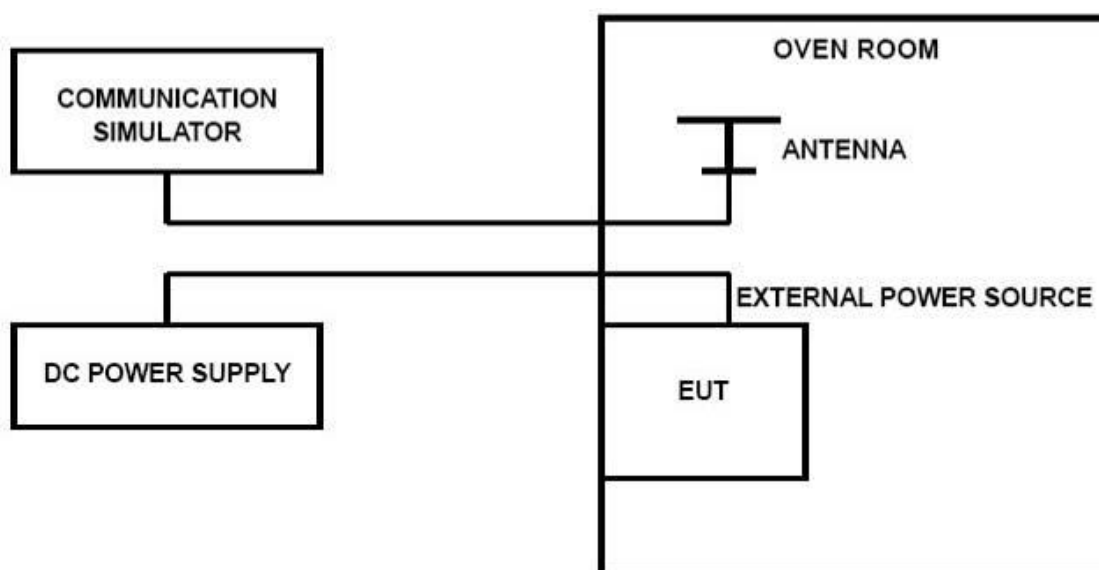 OVEN ROOM
COMMUNICATION
SIMULATOR
ANTENNA
EXTERNAL POWER SOURCE
DC POWER SUPPLY
EUT